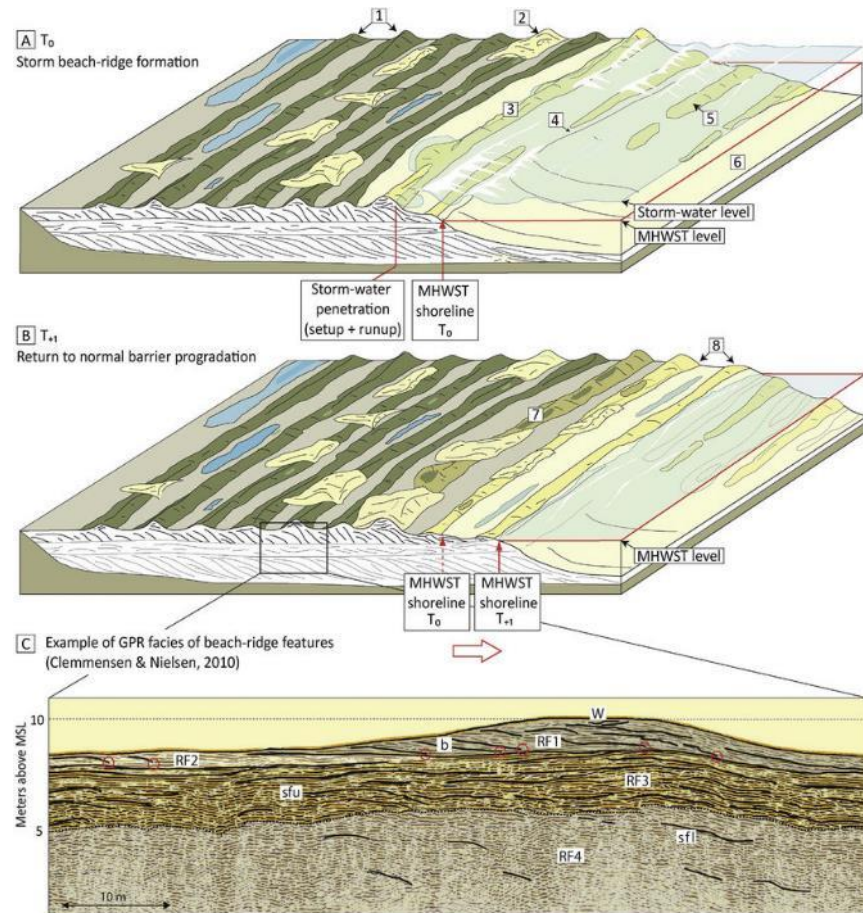 A T₀
Storm beach-ridge formation
1
2
3
4
5
6
Storm-water level
MHWST level
Storm-water
penetration
(setup + runup)
MHWST
shoreline
T₀
B T₊₁
Return to normal barrier progradation
8
7
MHWST level
MHWST
shoreline
T₀
MHWST
shoreline
T₊₁
C Example of GPR facies of beach-ridge features
(Clemmensen & Nielsen, 2010)
Meters above MSL
10
5
W
b
RF1
RF2
RF3
sfu
sfl
RF4
10 m